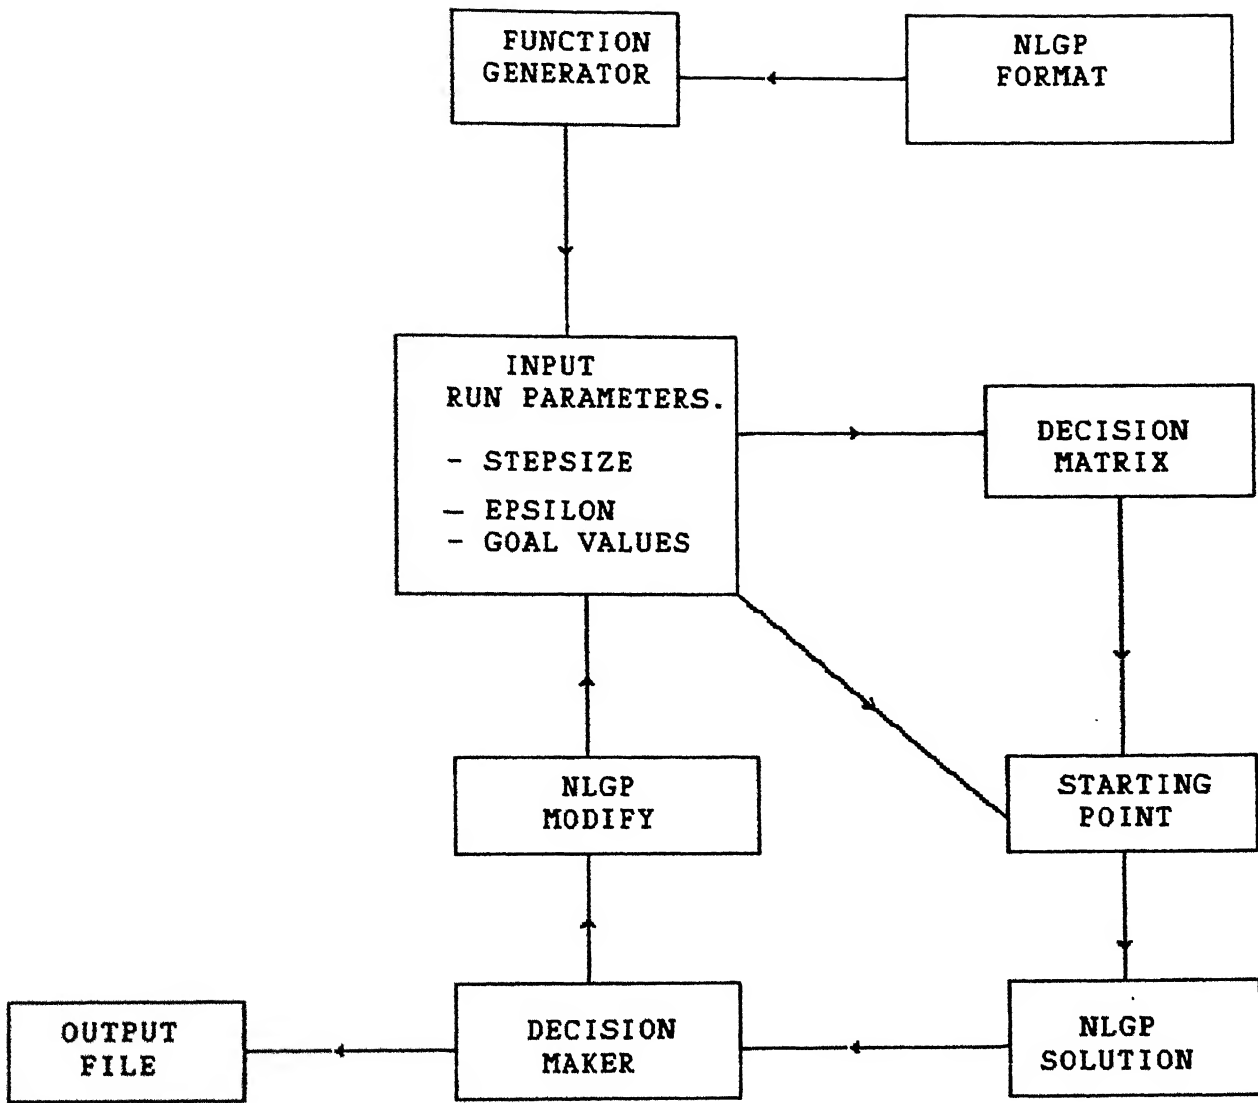 FUNCTION
GENERATOR
NLGP
FORMAT
INPUT
RUN PARAMETERS.
- STEPSIZE
- EPSILON
- GOAL VALUES
DECISION
MATRIX
NLGP
MODIFY
STARTING
POINT
OUTPUT
FILE
DECISION
MAKER
NLGP
SOLUTION